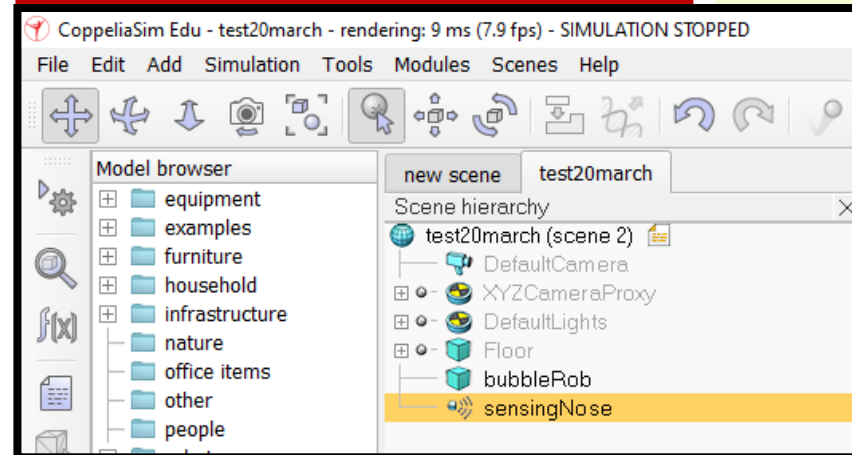 CoppeliaSim Edu - test20march - rendering: 9 ms (7.9 fps) - SIMULATION STOPPED
File Edit Add Simulation Tools Modules Scenes Help
Model browser
equipment
examples
furniture
household
infrastructure
nature
office items
other
people
f(x)
new scene test20march
Scene hierarchy
test20march (scene 2)
DefaultCamera
XYZCameraProxy
DefaultLights
Floor
bubbleRob
sensingNose